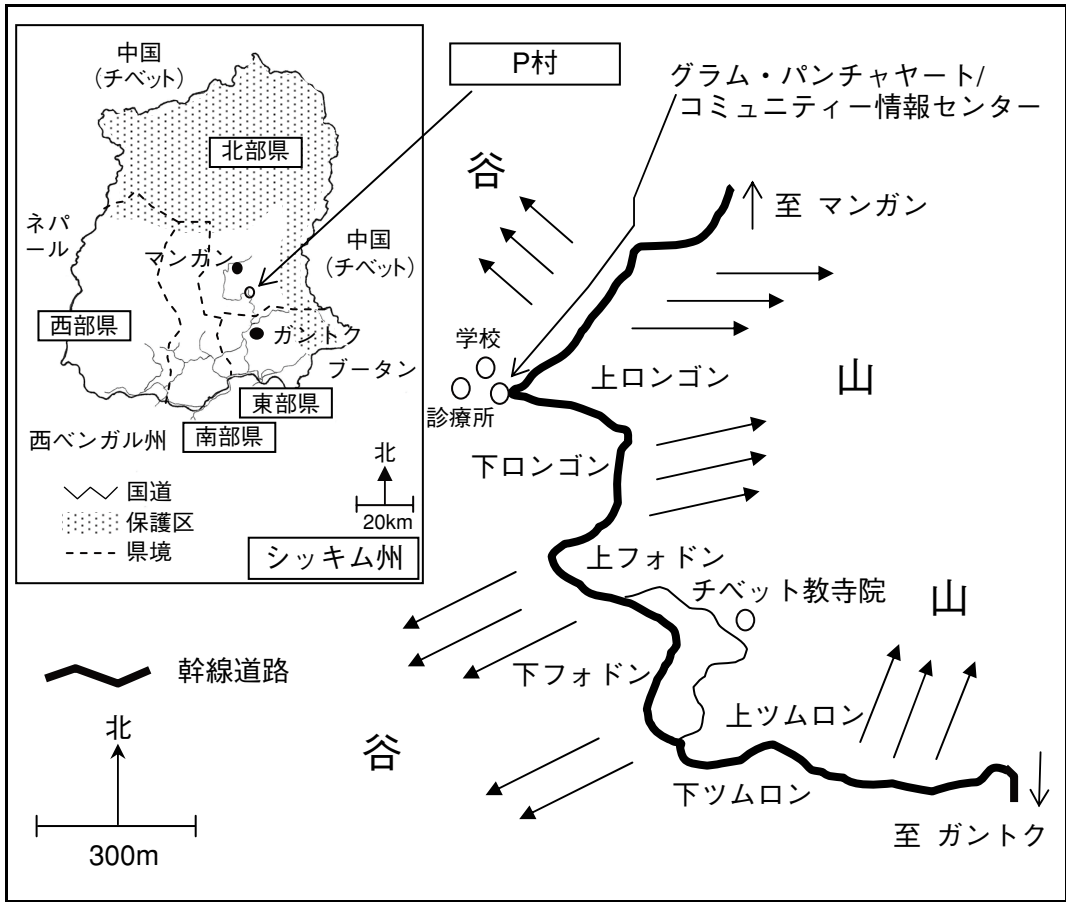 中国
（チベット）
北部県
ネパ
ール
マンガン
中国
（チベット）
西部県
ガントク
ブータン
東部県
南部県
西ベンガル州
国道
保護区
県境
北
20km
シッキム州
P村
グラム・パンチャヤート/
コミュニティー情報センター
谷
至 マンガン
学校
診療所
上ロンゴン
山
下ロンゴン
上フォドン
チベット教寺院
山
幹線道路
下フォドン
北
上ツムロン
谷
下ツムロン
至 ガントク
300m